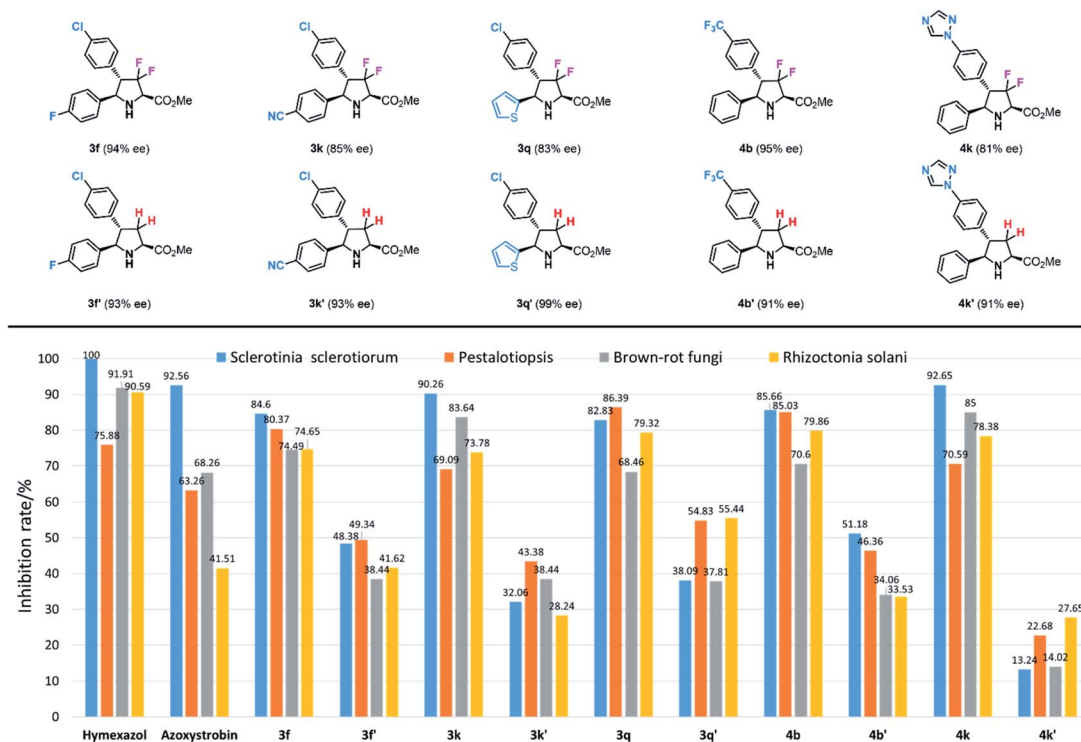 Cl
F
F
F
N
H
CO₂Me
3f (94% ee)
Cl
F
F
NC
N
H
CO₂Me
3k (85% ee)
Cl
F
F
S
N
H
CO₂Me
3q (83% ee)
F₃C
F
F
N
H
CO₂Me
4b (95% ee)
N
N
N
F
F
N
H
CO₂Me
4k (81% ee)
Cl
H
H
F
N
H
CO₂Me
3f' (93% ee)
Cl
H
H
NC
N
H
CO₂Me
3k' (93% ee)
Cl
H
H
S
N
H
CO₂Me
3q' (99% ee)
F₃C
H
H
N
H
CO₂Me
4b' (91% ee)
N
N
N
H
H
N
H
CO₂Me
4k' (91% ee)
Sclerotinia sclerotiorum
Pestalotiopsis
Brown-rot fungi
Rhizoctonia solani
Inhibition rate/%
100
90
80
70
60
50
40
30
20
10
0
100
75.88
91.91
90.59
92.56
63.26
68.26
41.51
84.6
80.37
74.49
74.65
48.38
49.34
38.44
41.62
90.26
69.09
83.64
73.78
32.06
43.38
38.44
28.24
82.83
86.39
68.46
79.32
38.09
54.83
37.81
55.44
85.66
85.03
70.6
79.86
51.18
46.36
34.06
33.53
92.65
70.59
85
78.38
13.24
22.68
14.02
27.65
Hymexazol Azoxystrobin 3f 3f' 3k 3k' 3q 3q' 4b 4b' 4k 4k'